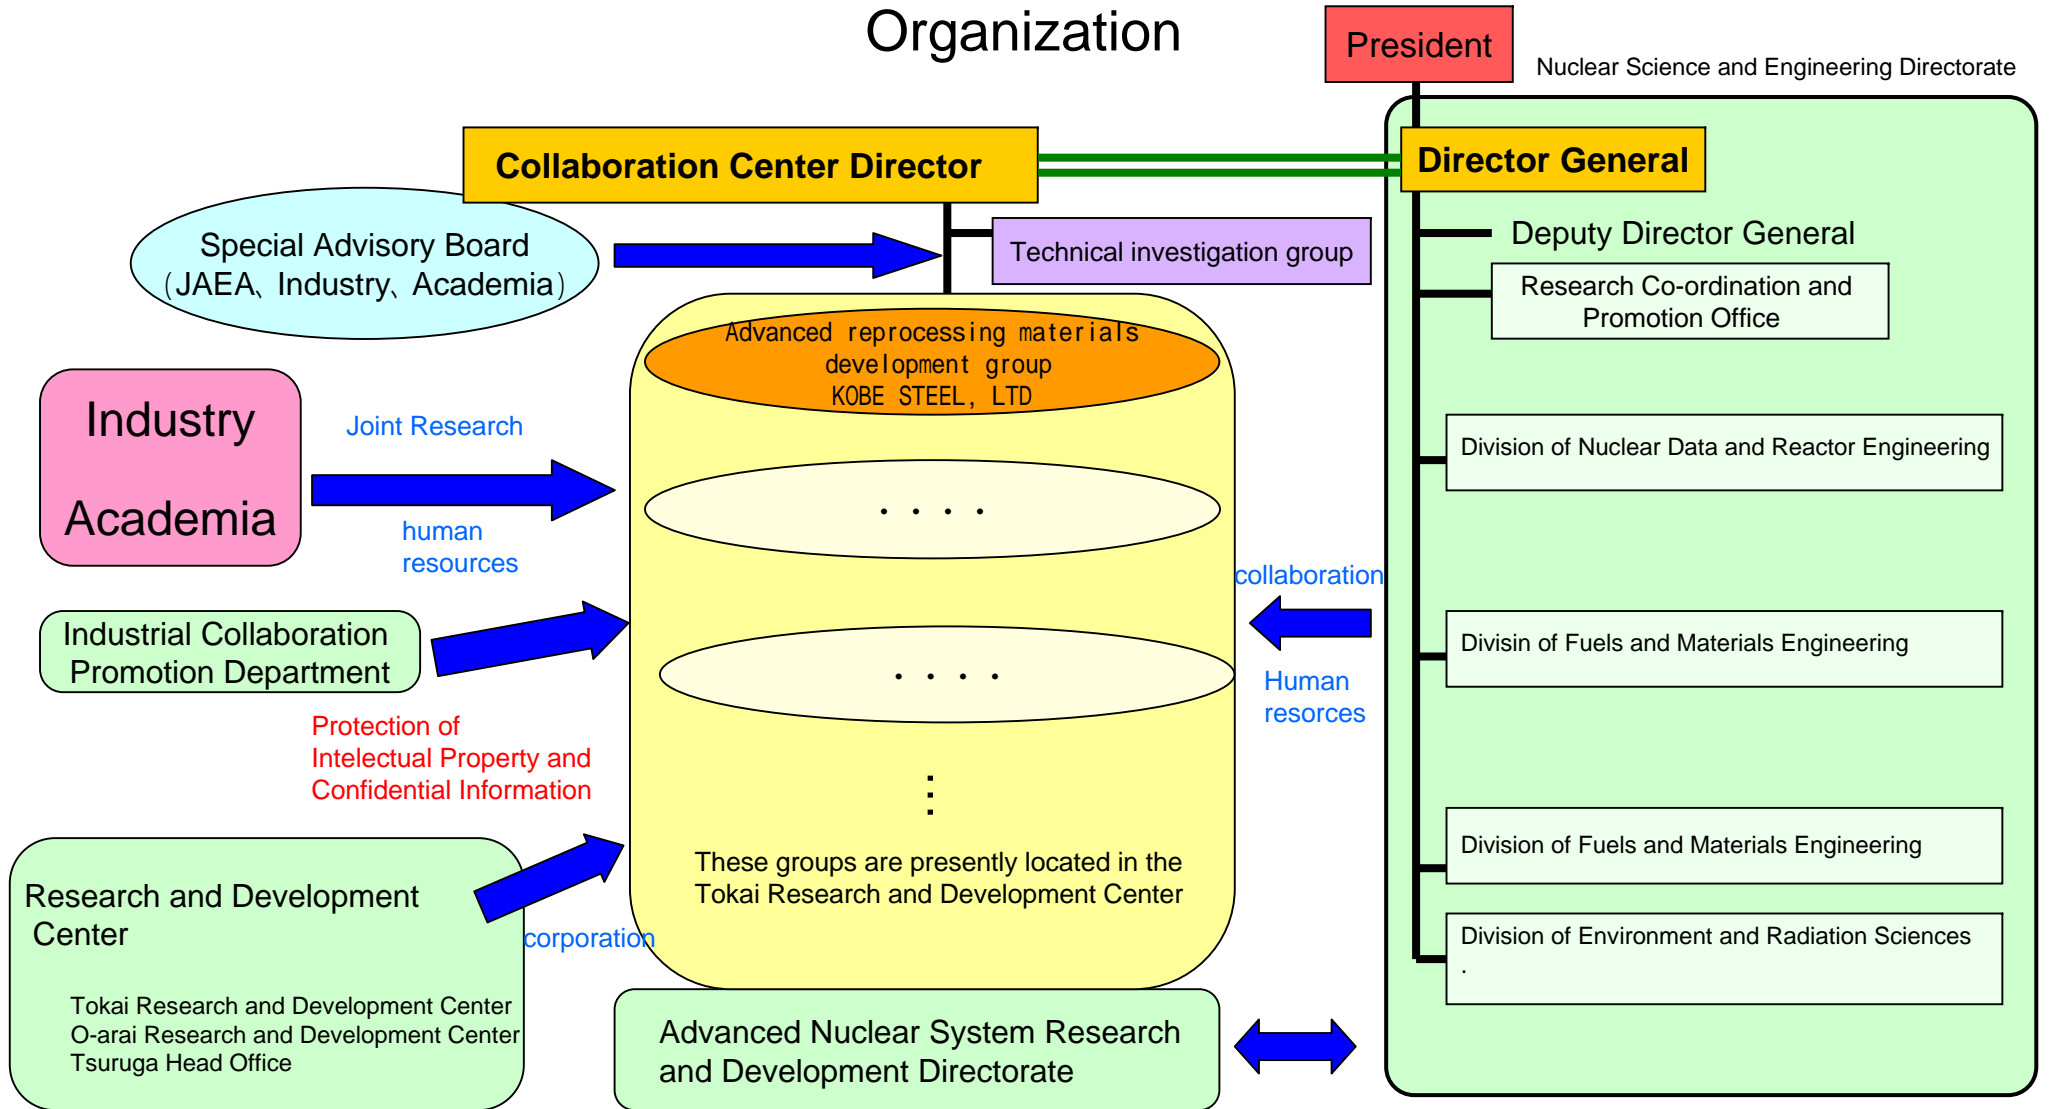 Organization
President
Nuclear Science and Engineering Directorate
Collaboration Center Director
Director General
Special Advisory Board
(JAEA、Industry、Academia)
Technical investigation group
Deputy Director General
Research Co-ordination and
Promotion Office
Advanced reprocessing materials
development group
KOBE STEEL, LTD
Industry
Academia
Joint Research
human
resources
・・・・
Division of Nuclear Data and Reactor Engineering
collaboration
Human
resorces
Industrial Collaboration
Promotion Department
・・・・
Divisin of Fuels and Materials Engineering
Protection of
Intelectual Property and
Confidential Information
⋮
These groups are presently located in the
Tokai Research and Development Center
Division of Fuels and Materials Engineering
Research and Development
Center
corporation
Tokai Research and Development Center
O-arai Research and Development Center
Tsuruga Head Office
Division of Environment and Radiation Sciences
.
Advanced Nuclear System Research
and Development Directorate